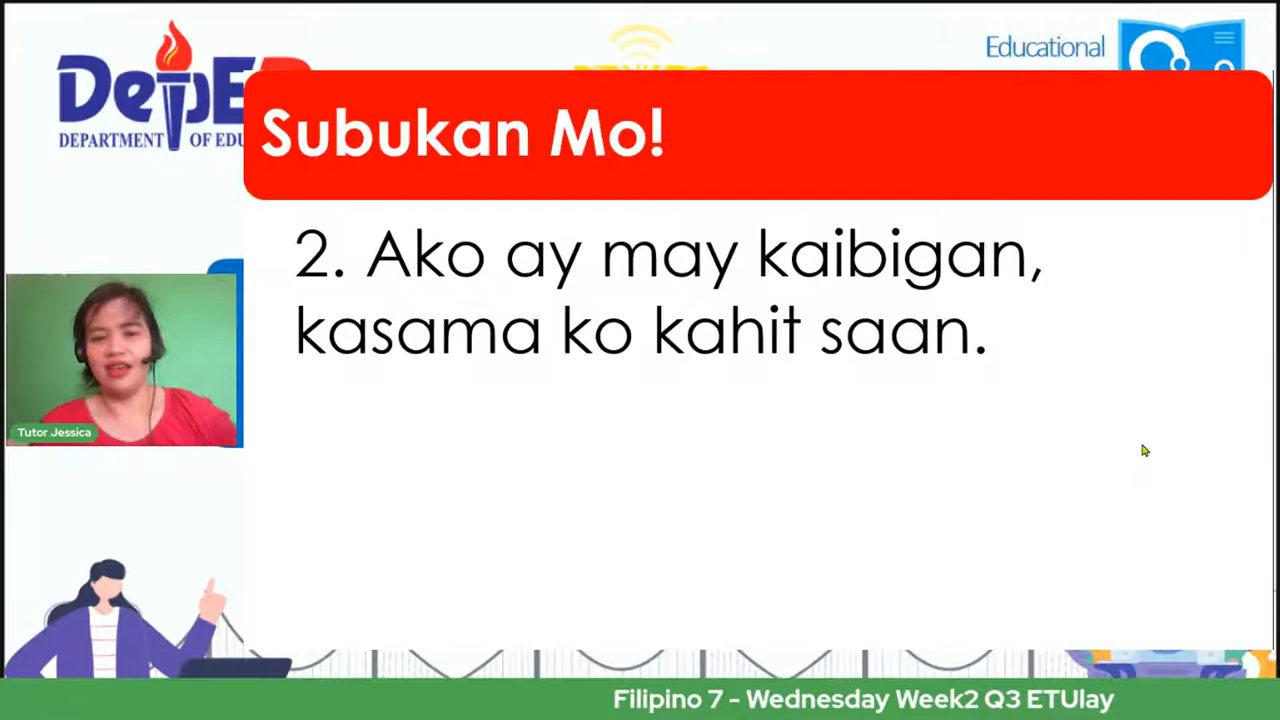 DepE
DEPARTMENT OF EDU
Educational
Subukan Mo!
2. Ako ay may kaibigan,
kasama ko kahit saan.
Tutor Jessica
Filipino 7 - Wednesday Week2 Q3 ETUlay